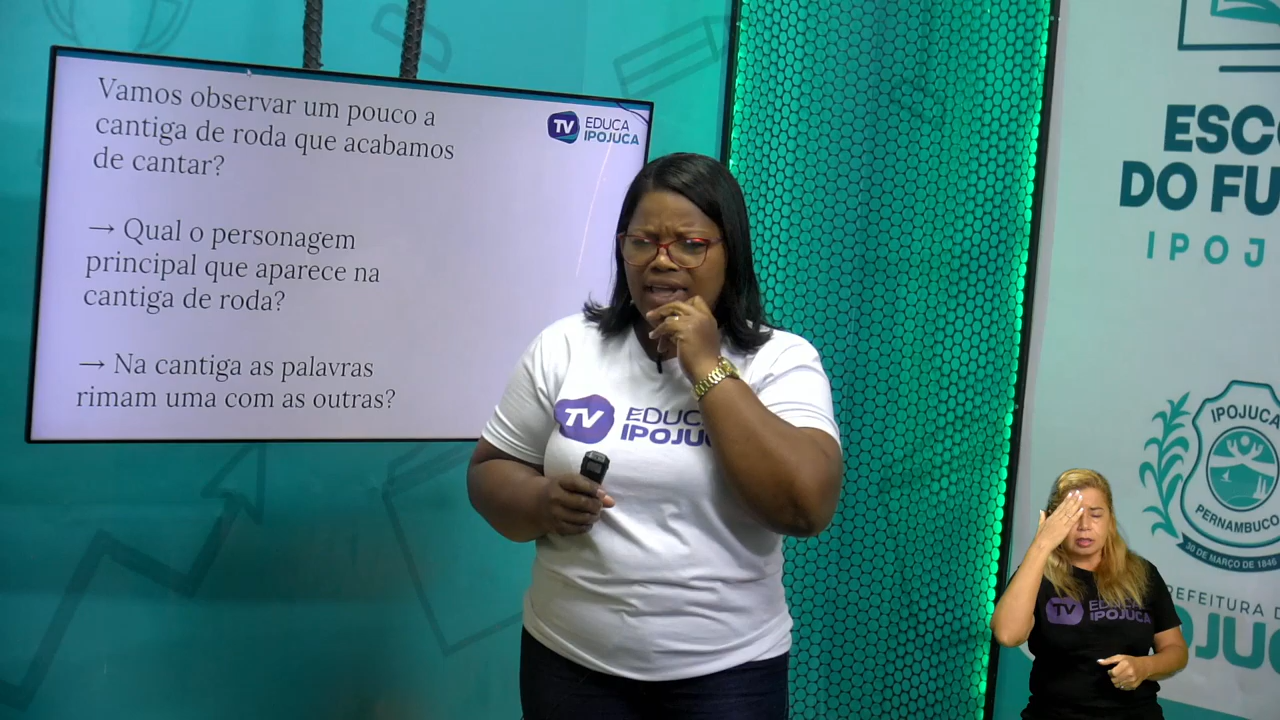 Vamos observar um pouco a
cantiga de roda que acabamos
de cantar?
→ Qual o personagem
principal que aparece na
cantiga de roda?
→ Na cantiga as palavras
rimam uma com as outras?
TV EDUCA
IPOJUCA
TV EDUC
IPOJUC
ESC
DO FU
IPOJ
IPOJUCA
PERNAMBUCO
30 DE MARÇO DE 1846
REFEITURA D
OJUC
TV EDUCA
IPOJUCA